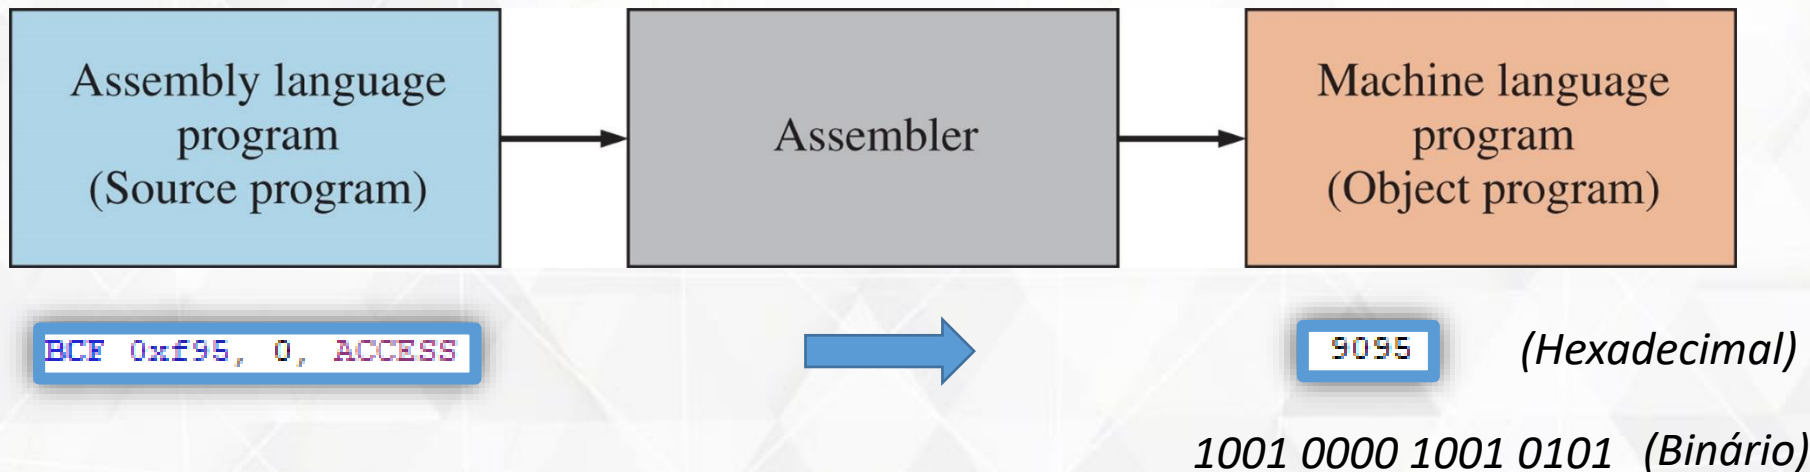 Assembly language
program
(Source program)
Assembler
Machine language
program
(Object program)
BCF 0xf95, 0, ACCESS
9095 (Hexadecimal)
1001 0000 1001 0101 (Binário)